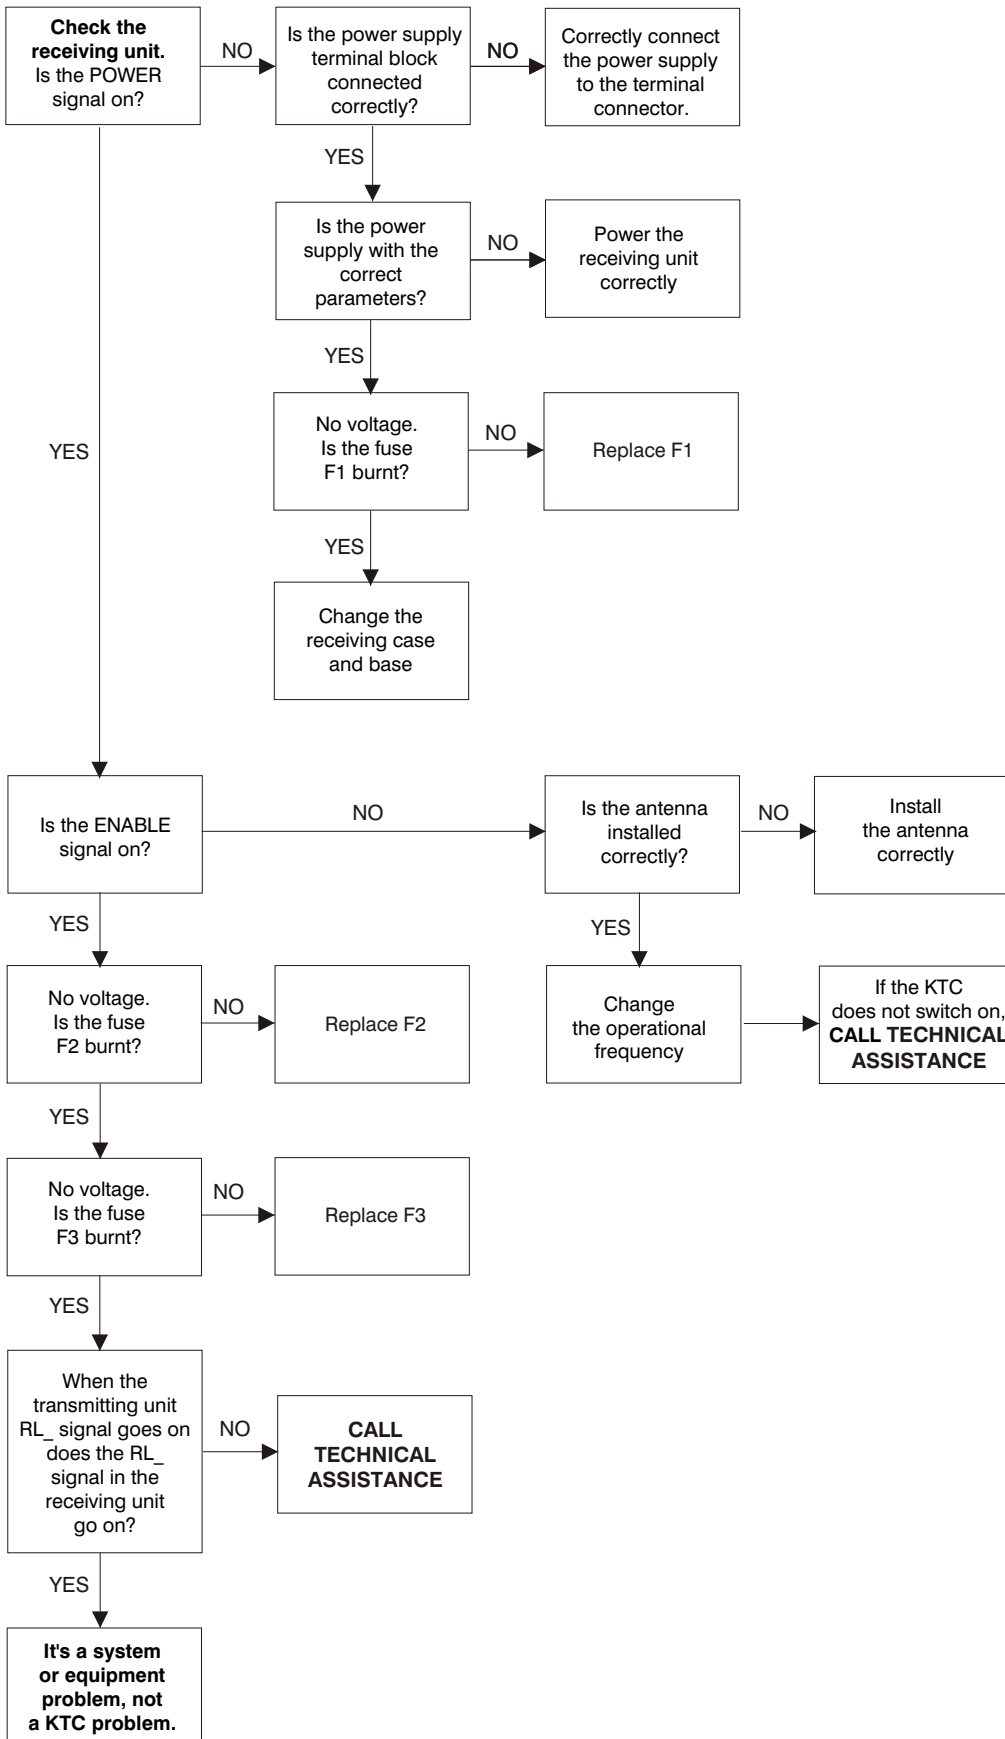 Check the
receiving unit.
Is the POWER
signal on?
NO
Is the power supply
terminal block
connected
correctly?
NO
Correctly connect
the power supply
to the terminal
connector.
YES
Is the power
supply with the
correct
parameters?
NO
Power the
receiving unit
correctly
YES
No voltage.
Is the fuse
F1 burnt?
NO
Replace F1
YES
YES
Change the
receiving case
and base
Is the ENABLE
signal on?
NO
Is the antenna
installed
correctly?
NO
Install
the antenna
correctly
YES
YES
No voltage.
Is the fuse
F2 burnt?
NO
Replace F2
Change
the operational
frequency
If the KTC
does not switch on,
CALL TECHNICAL
ASSISTANCE
YES
No voltage.
Is the fuse
F3 burnt?
NO
Replace F3
YES
When the
transmitting unit
RL_ signal goes on
does the RL_
signal in the
receiving unit
go on?
NO
CALL
TECHNICAL
ASSISTANCE
YES
It's a system
or equipment
problem, not
a KTC problem.